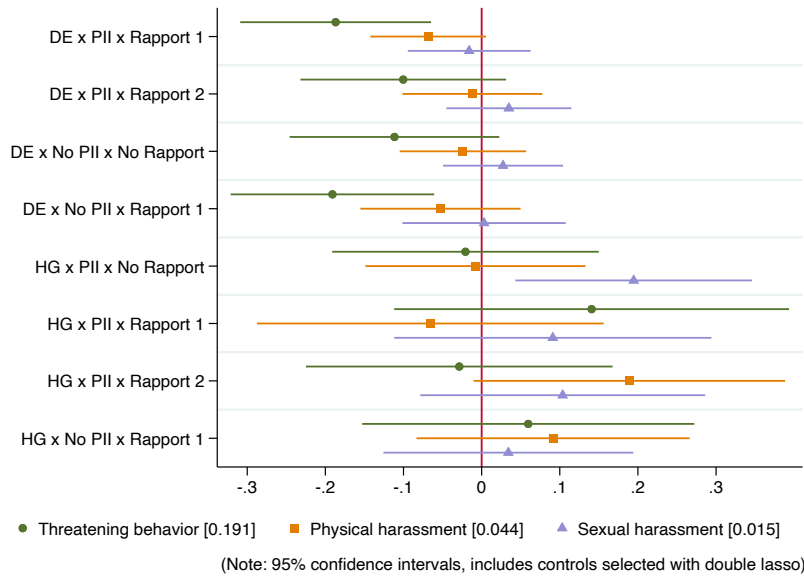 DE x PII x Rapport 1
DE x PII x Rapport 2
DE x No PII x No Rapport
DE x No PII x Rapport 1
HG x PII x No Rapport
HG x PII x Rapport 1
HG x PII x Rapport 2
HG x No PII x Rapport 1
-.3 -.2 -.1 0 .1 .2 .3
Threatening behavior [0.191] Physical harassment [0.044] Sexual harassment [0.015]
(Note: 95% confidence intervals, includes controls selected with double lasso)